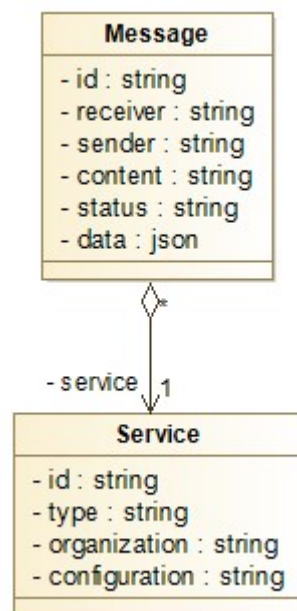 Message
- id : string
- receiver : string
- sender : string
- content : string
- status : string
- data : json
*
- service 1
Service
- id : string
- type : string
- organization : string
- configuration : string